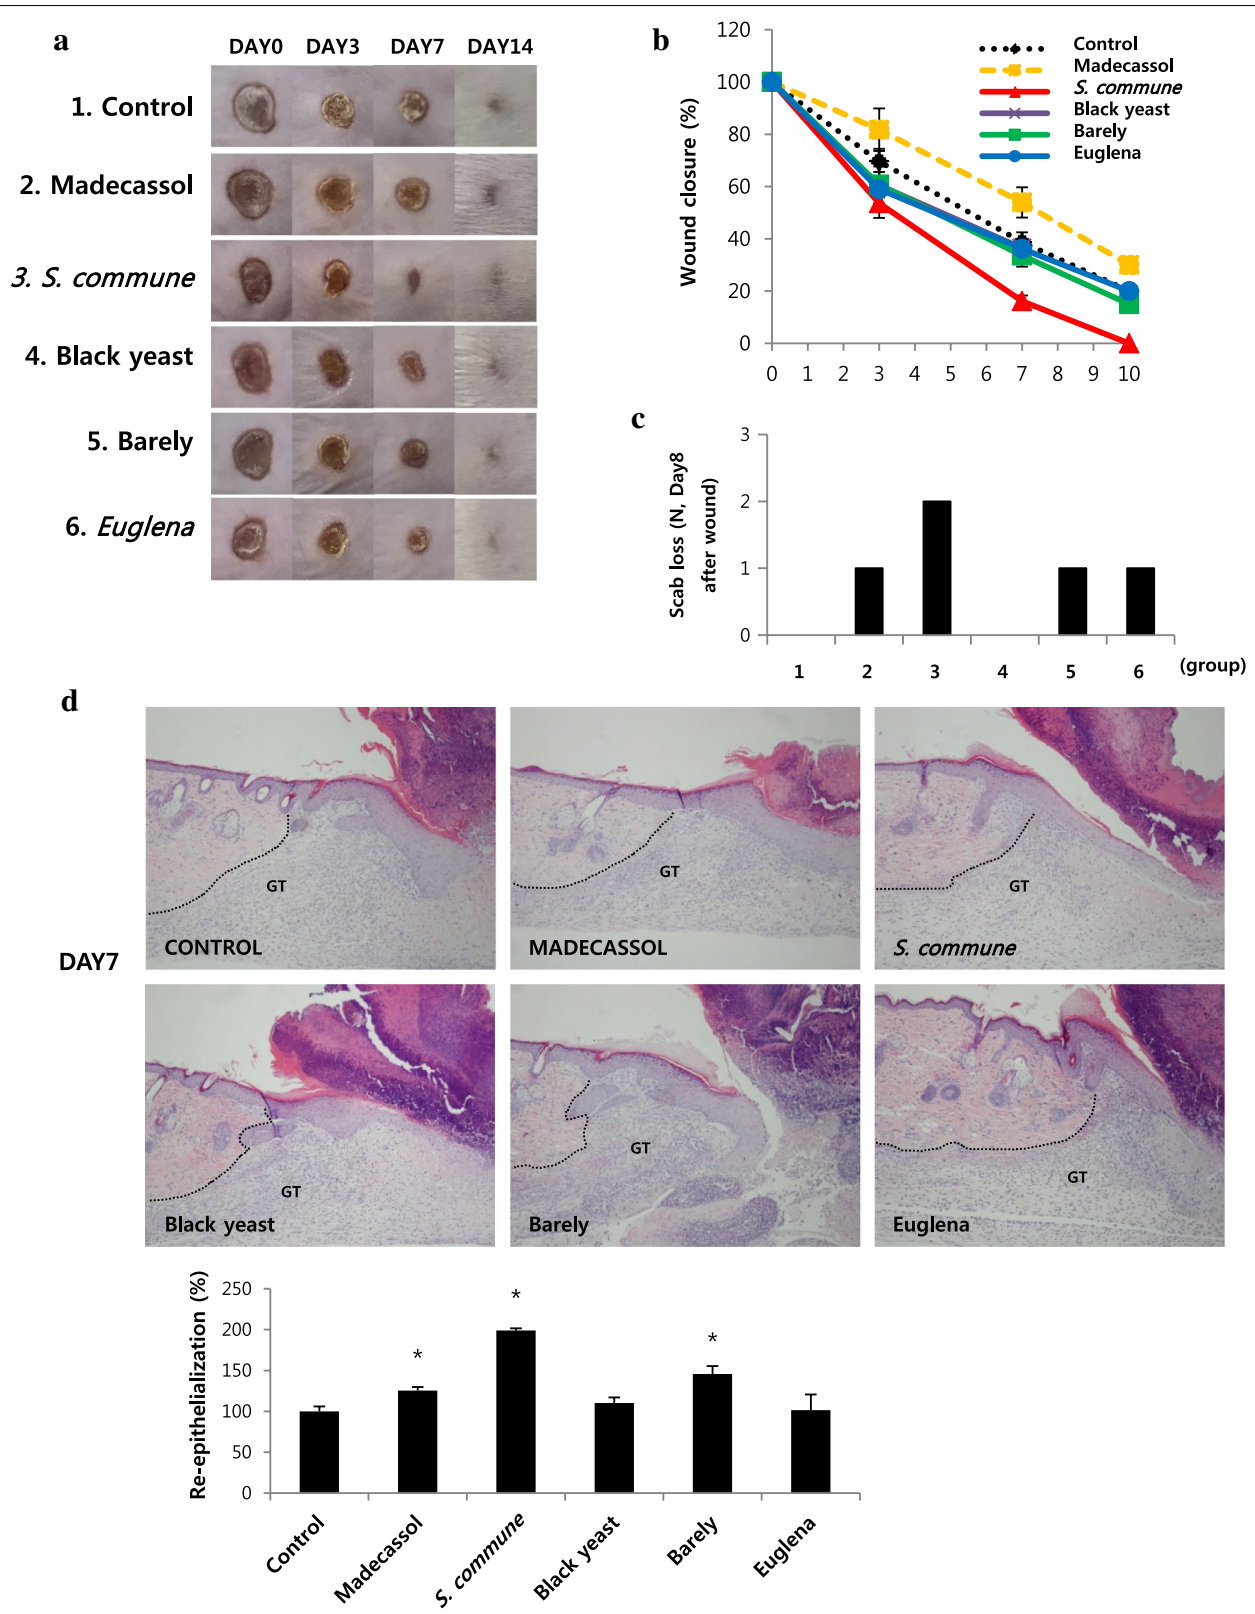 a
DAY0 DAY3 DAY7 DAY14
1. Control
2. Madecassol
3. S. commune
4. Black yeast
5. Barely
6. Euglena
b
Wound closure (%)
120
100
80
60
40
20
0
0 1 2 3 4 5 6 7 8 9 10
Control
Madecassol
S. commune
Black yeast
Barely
Euglena
c
Scab loss (N, Day8
after wound)
3
2
1
0
1 2 3 4 5 6 (group)
d
DAY7
GT
CONTROL
GT
MADECASSOL
GT
S. commune
GT
Black yeast
GT
Barely
GT
Euglena
Re-epithelialization (%)
250
200
150
100
50
0
* * *
Control
Madecassol
S. commune
Black yeast
Barely
Euglena